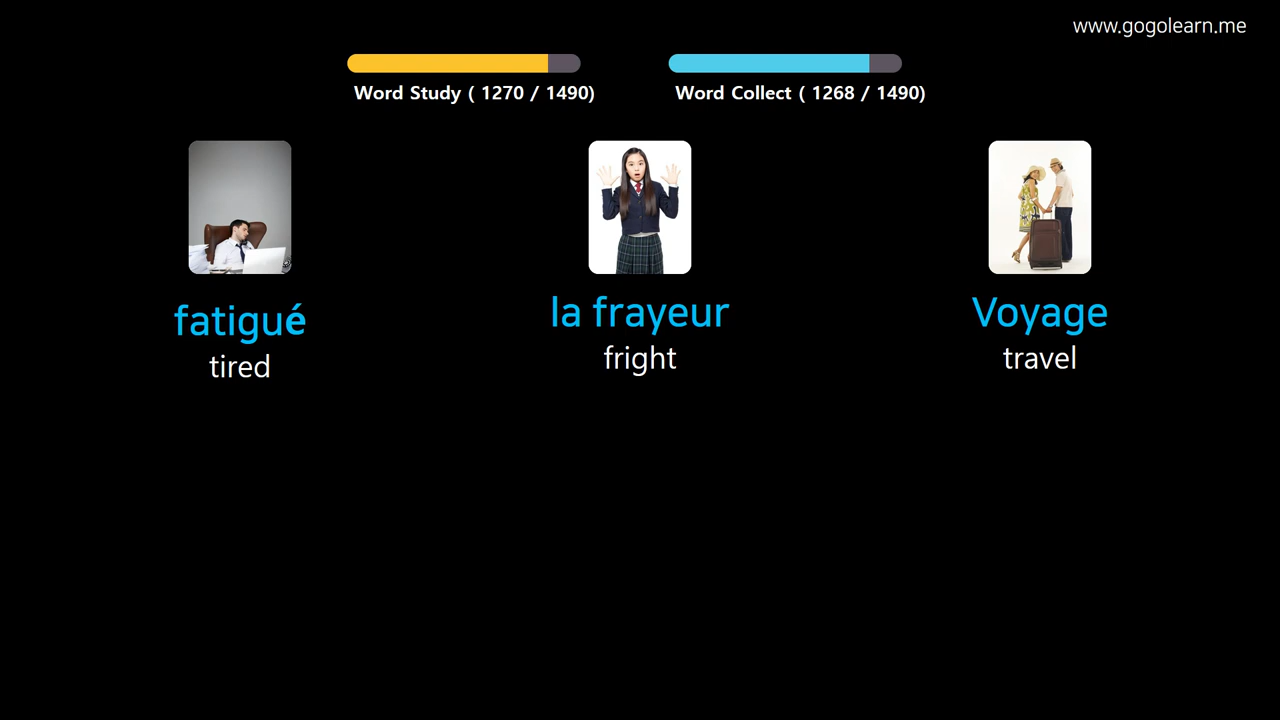 www.gogolearn.me
Word Study ( 1270 / 1490)
Word Collect ( 1268 / 1490)
fatigué
tired
la frayeur
fright
Voyage
travel